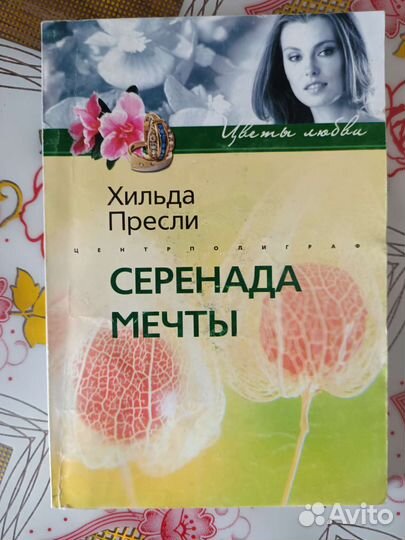 Цветы любви
Хильда
Пресли
ЦЕНТРПОЛИГРАФ
СЕРЕНАДА
МЕЧТЫ
Avito